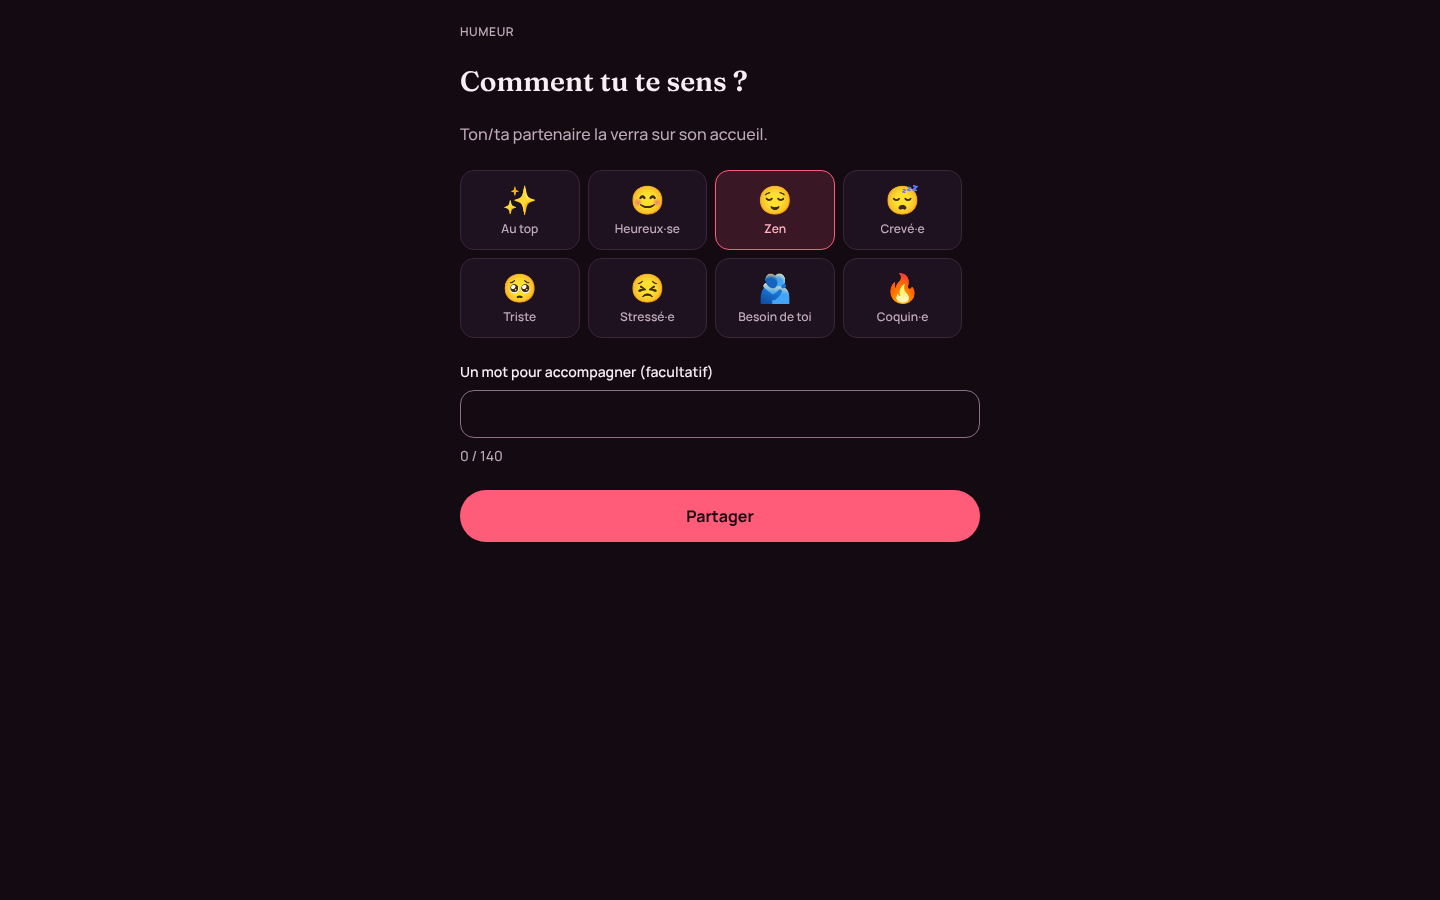 HUMEUR
Comment tu te sens ?
Ton/ta partenaire la verra sur son accueil.
Au top
Heureux·se
Zen
Crevé·e
Triste
Stressé·e
Besoin de toi
Coquin·e
Un mot pour accompagner (facultatif)
0 / 140
Partager